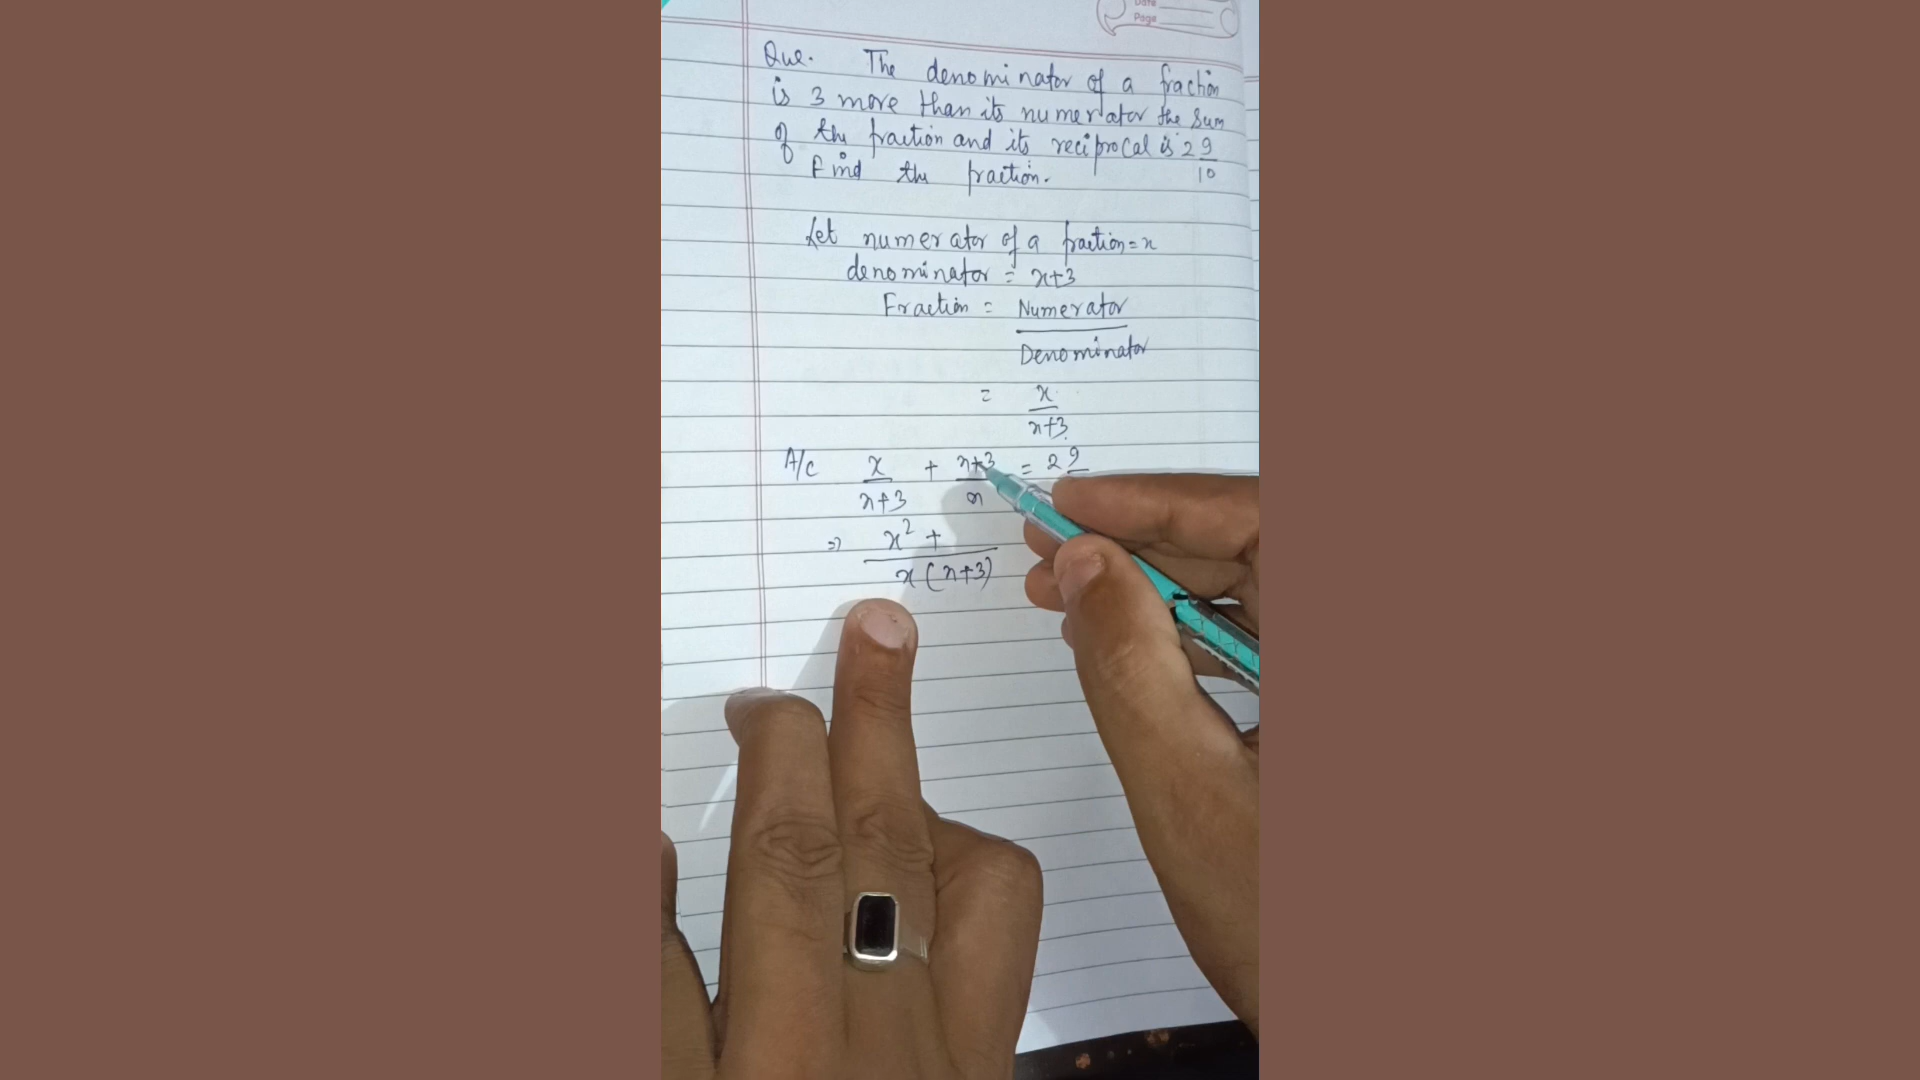 Date
Page
Que. The denominator of a fraction
is 3 more than its numerator the sum
of the fraction and its reciprocal is 2 9/10
Find the fraction.
Let numerator of a fraction = x
denominator = x+3
Fraction = Numerator
Denominator
= x
x+3
A/c x/x+3 + x+3/x = 2 9
⇒ x² +
x (x+3)